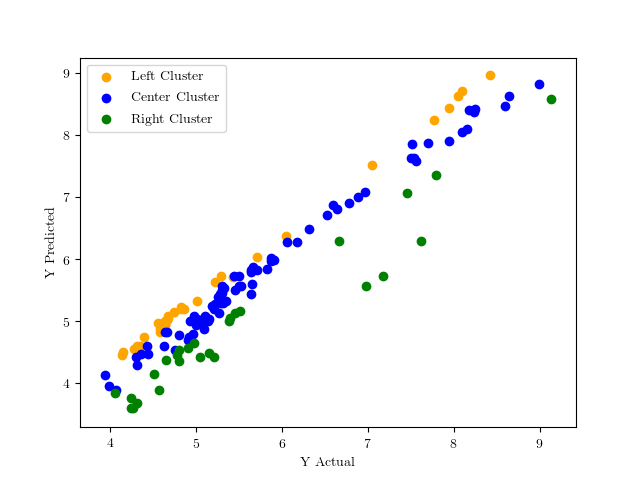 Left Cluster
Center Cluster
Right Cluster
9
8
7
6
5
4
Y Predicted
4 5 6 7 8 9
Y Actual